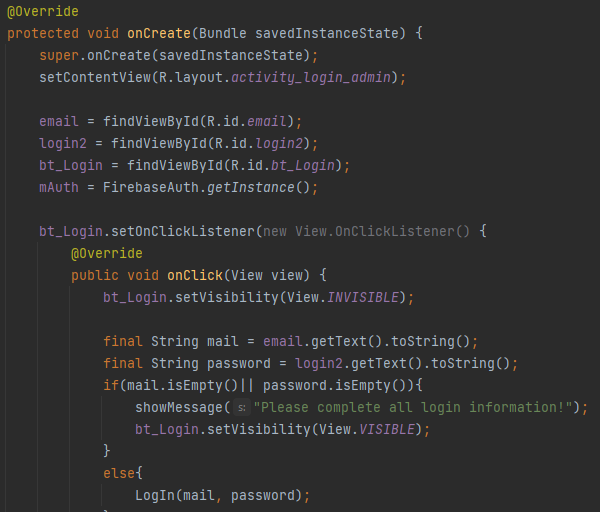 @Override
protected void onCreate(Bundle savedInstanceState) {
super.onCreate(savedInstanceState);
setContentView(R.layout.activity_login_admin);
email = findViewById(R.id.email);
login2 = findViewById(R.id.login2);
bt_Login = findViewById(R.id.bt_Login);
mAuth = FirebaseAuth.getInstance();
bt_Login.setOnClickListener(new View.OnClickListener() {
@Override
public void onClick(View view) {
bt_Login.setVisibility(View.INVISIBLE);
final String mail = email.getText().toString();
final String password = login2.getText().toString();
if(mail.isEmpty()|| password.isEmpty()){
showMessage( s: "Please complete all login information!");
bt_Login.setVisibility(View.VISIBLE);
}
else{
LogIn(mail, password);